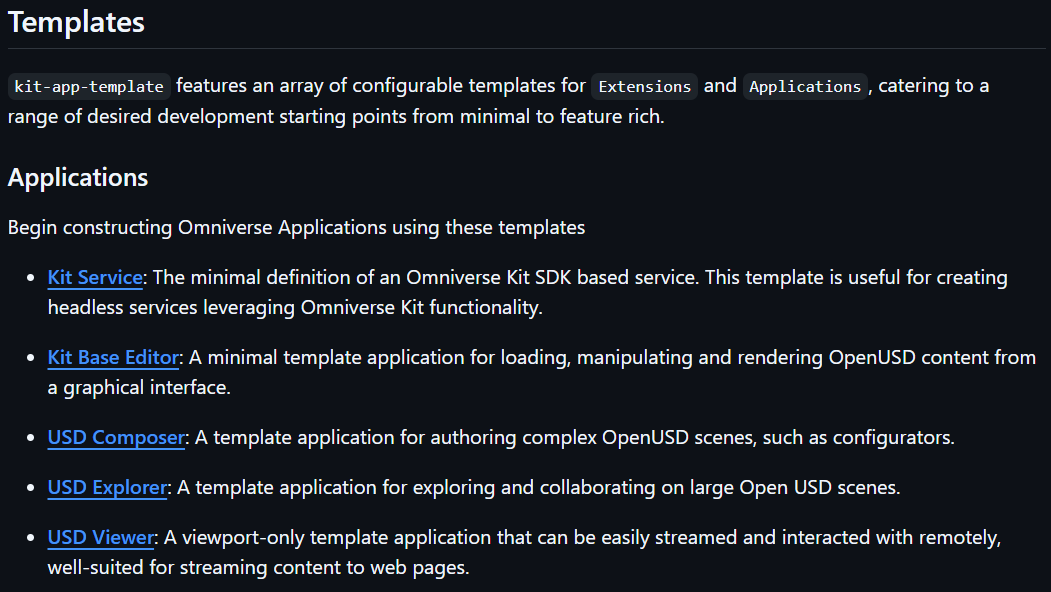 Templates
kit-app-template features an array of configurable templates for Extensions and Applications, catering to a
range of desired development starting points from minimal to feature rich.
Applications
Begin constructing Omniverse Applications using these templates
• Kit Service: The minimal definition of an Omniverse Kit SDK based service. This template is useful for creating
headless services leveraging Omniverse Kit functionality.
• Kit Base Editor: A minimal template application for loading, manipulating and rendering OpenUSD content from
a graphical interface.
• USD Composer: A template application for authoring complex OpenUSD scenes, such as configurators.
• USD Explorer: A template application for exploring and collaborating on large Open USD scenes.
• USD Viewer: A viewport-only template application that can be easily streamed and interacted with remotely,
well-suited for streaming content to web pages.